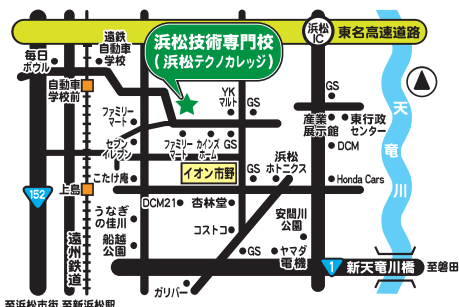 浜松
IC
東名高速道路
浜松技術専門校
(浜松テクノカレッジ)
毎日
ボウル
遠鉄
自動車
学校
自動車
学校前
ファミリー
マート
YK
マルト
GS
GS
産業
展示館
東行政
センター
天竜川
セブン
イレブン
ファミリー
マート
カインズ
ホーム
GS
DCM
こたけ庵
イオン市野
GS
浜松
ホトニクス
Honda Cars
152
上島
DCM21
杏林堂
うなぎ
の佳川
安間川
公園
コストコ
遠州鉄道
船越
公園
GS
ヤマダ
電機
1
新天竜川橋
至磐田
ガリバー
至浜松市街
至新浜松駅